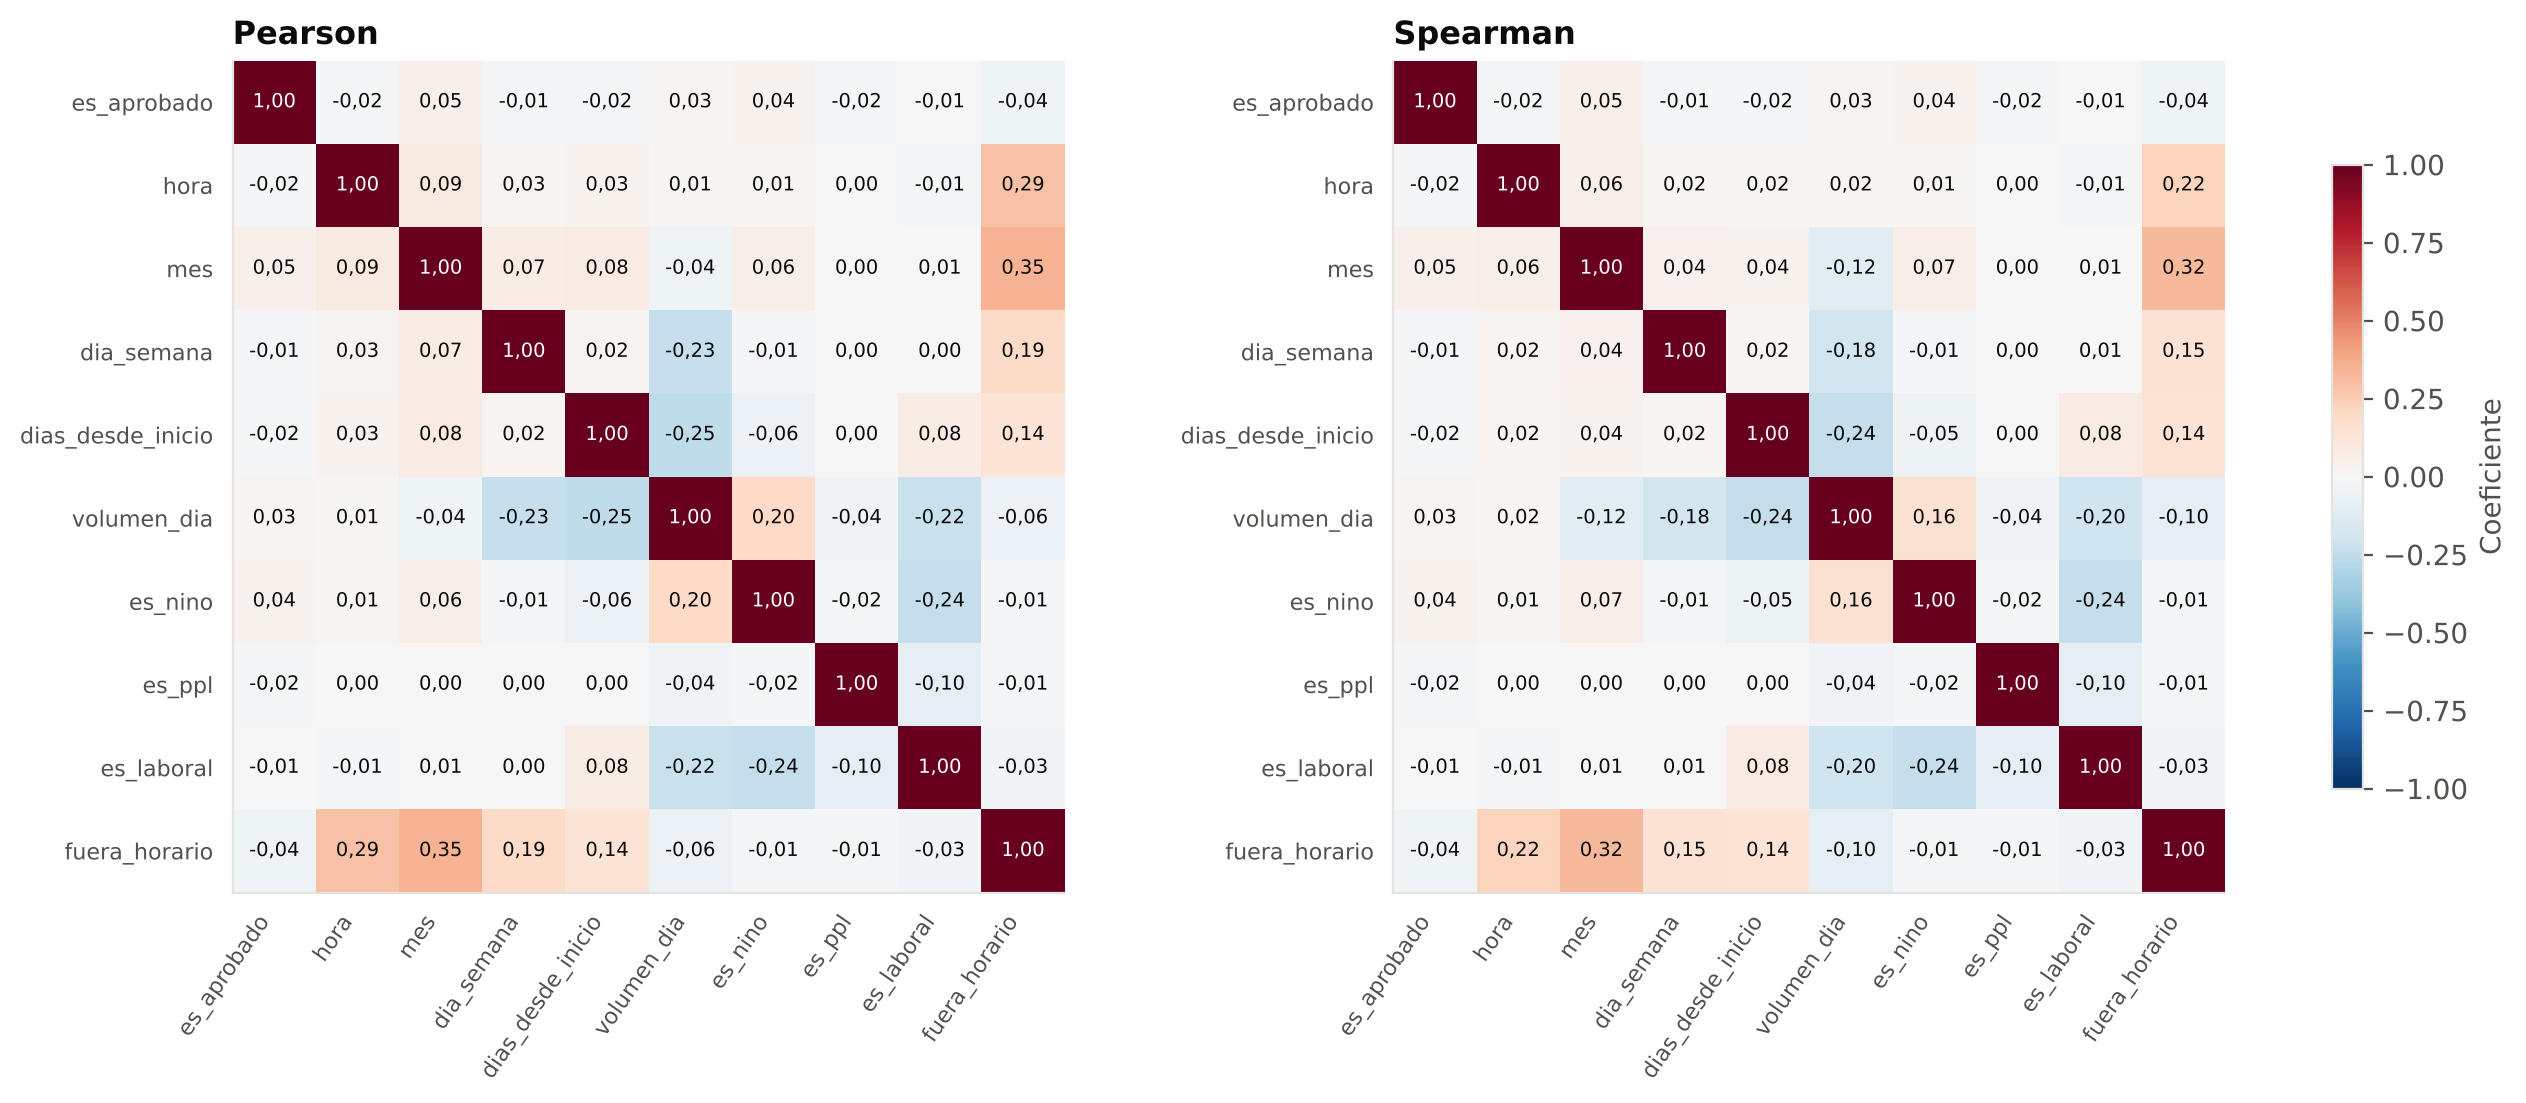 Pearson
es_aprobado 1,00 -0,02 0,05 -0,01 -0,02 0,03 0,04 -0,02 -0,01 -0,04
hora -0,02 1,00 0,09 0,03 0,03 0,01 0,01 0,00 -0,01 0,29
mes 0,05 0,09 1,00 0,07 0,08 -0,04 0,06 0,00 0,01 0,35
dia_semana -0,01 0,03 0,07 1,00 0,02 -0,23 -0,01 0,00 0,00 0,19
dias_desde_inicio -0,02 0,03 0,08 0,02 1,00 -0,25 -0,06 0,00 0,08 0,14
volumen_dia 0,03 0,01 -0,04 -0,23 -0,25 1,00 0,20 -0,04 -0,22 -0,06
es_nino 0,04 0,01 0,06 -0,01 -0,06 0,20 1,00 -0,02 -0,24 -0,01
es_ppl -0,02 0,00 0,00 0,00 0,00 -0,04 -0,02 1,00 -0,10 -0,01
es_laboral -0,01 -0,01 0,01 0,00 0,08 -0,22 -0,24 -0,10 1,00 -0,03
fuera_horario -0,04 0,29 0,35 0,19 0,14 -0,06 -0,01 -0,01 -0,03 1,00
es_aprobado hora mes dia_semana dias_desde_inicio volumen_dia es_nino es_ppl es_laboral fuera_horario
Spearman
es_aprobado 1,00 -0,02 0,05 -0,01 -0,02 0,03 0,04 -0,02 -0,01 -0,04
hora -0,02 1,00 0,06 0,02 0,02 0,02 0,01 0,00 -0,01 0,22
mes 0,05 0,06 1,00 0,04 0,04 -0,12 0,07 0,00 0,01 0,32
dia_semana -0,01 0,02 0,04 1,00 0,02 -0,18 -0,01 0,00 0,01 0,15
dias_desde_inicio -0,02 0,02 0,04 0,02 1,00 -0,24 -0,05 0,00 0,08 0,14
volumen_dia 0,03 0,02 -0,12 -0,18 -0,24 1,00 0,16 -0,04 -0,20 -0,10
es_nino 0,04 0,01 0,07 -0,01 -0,05 0,16 1,00 -0,02 -0,24 -0,01
es_ppl -0,02 0,00 0,00 0,00 0,00 -0,04 -0,02 1,00 -0,10 -0,01
es_laboral -0,01 -0,01 0,01 0,01 0,08 -0,20 -0,24 -0,10 1,00 -0,03
fuera_horario -0,04 0,22 0,32 0,15 0,14 -0,10 -0,01 -0,01 -0,03 1,00
es_aprobado hora mes dia_semana dias_desde_inicio volumen_dia es_nino es_ppl es_laboral fuera_horario
1.00
0.75
0.50
0.25
0.00
−0.25
−0.50
−0.75
−1.00
Coeficiente